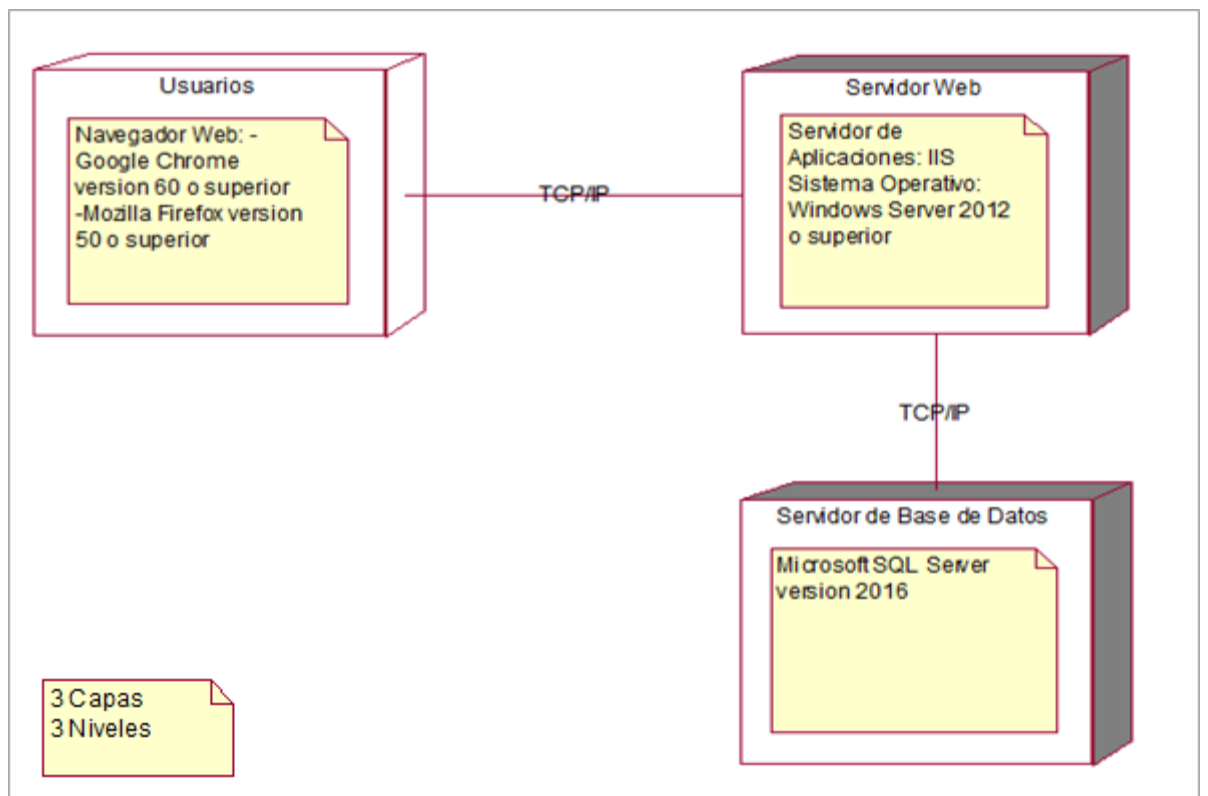 Usuarios
Navegador Web: -
Google Chrome
version 60 o superior
-Mozilla Firefox version
50 o superior
TCP/IP
Servidor Web
Servidor de
Aplicaciones: IIS
Sistema Operativo:
Windows Server 2012
o superior
TCP/IP
Servidor de Base de Datos
Microsoft SQL Server
version 2016
3 Capas
3 Niveles